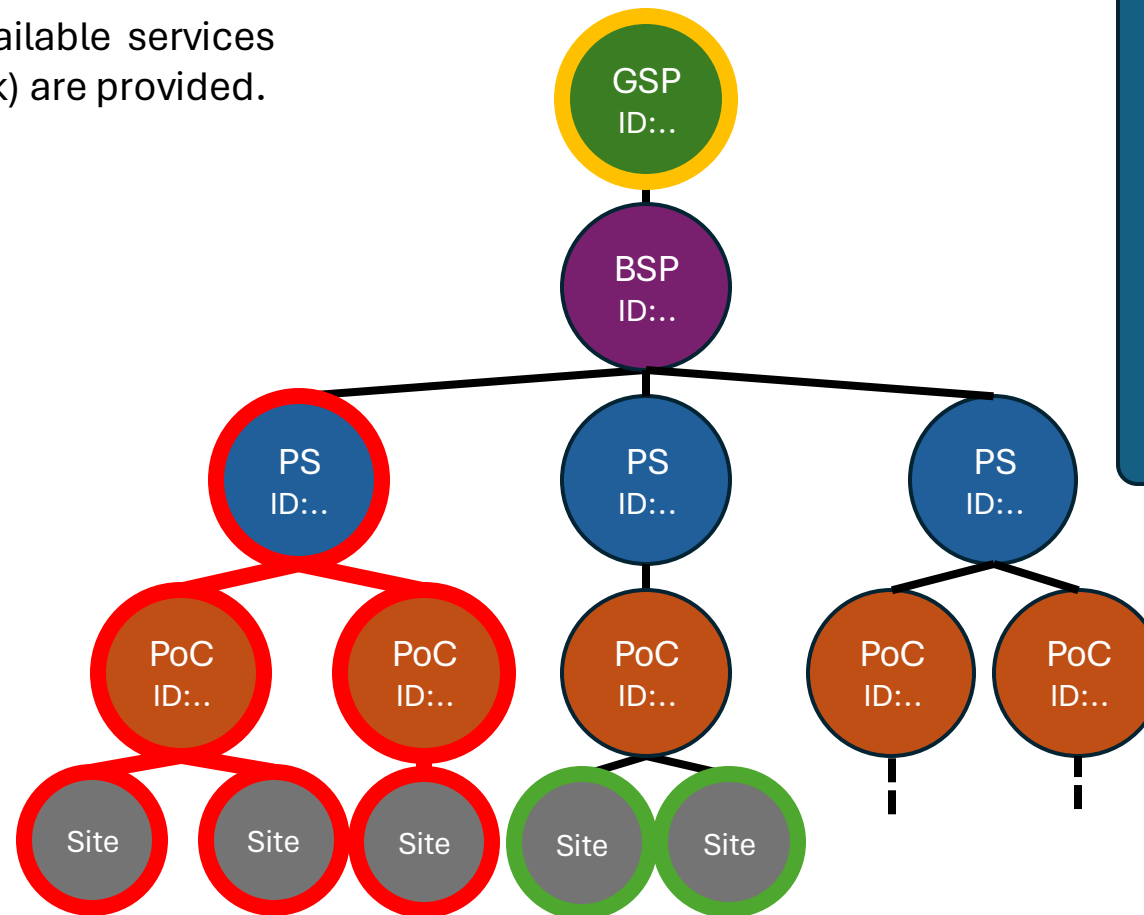 ailable services
k) are provided.
GSP
ID:..
BSP
ID:..
PS
ID:..
PS
ID:..
PS
ID:..
PoC
ID:..
PoC
ID:..
PoC
ID:..
PoC
ID:..
PoC
ID:..
Site
Site
Site
Site
Site